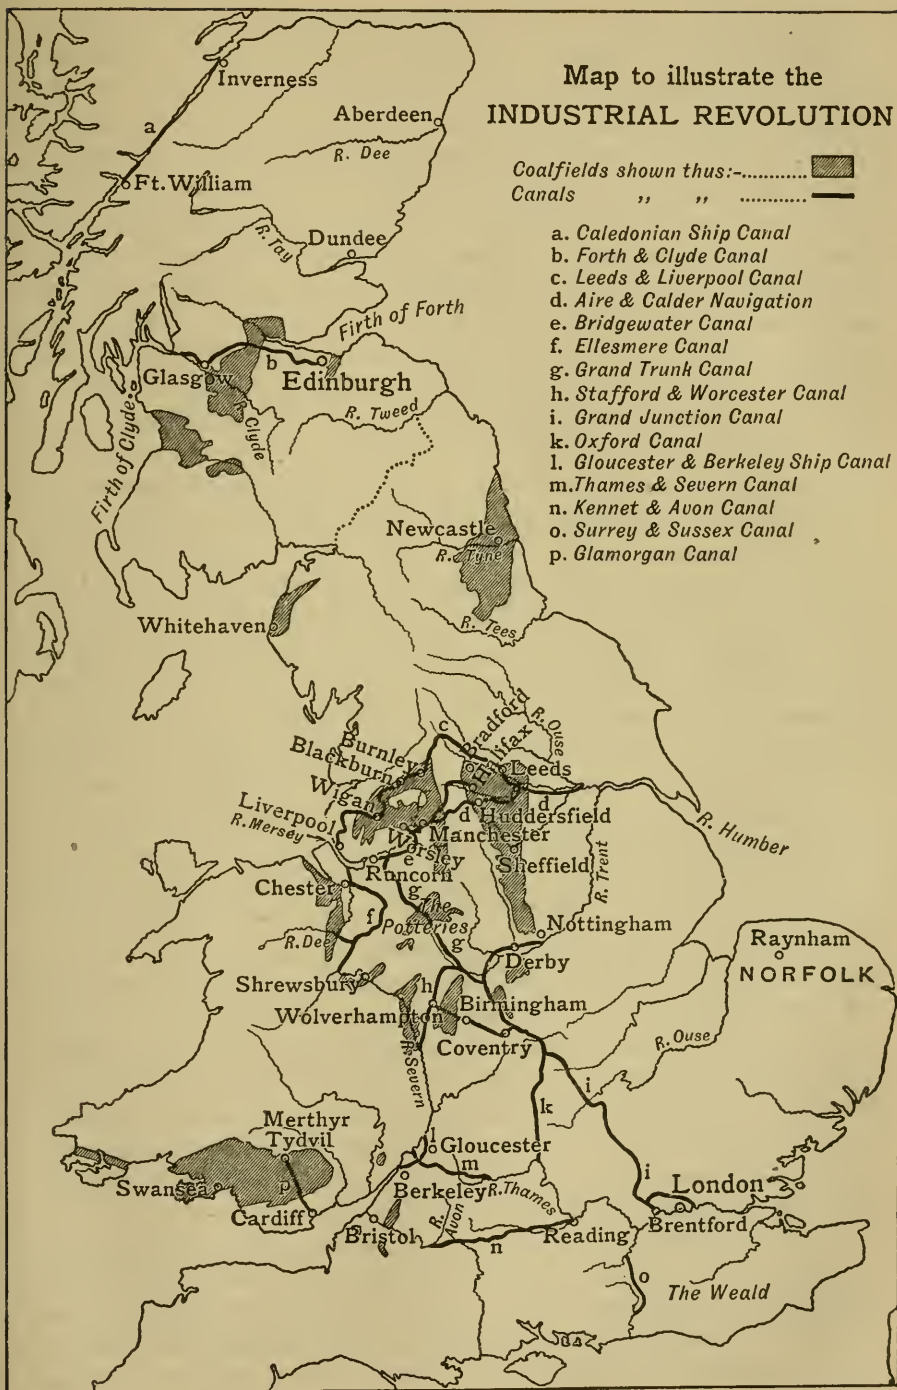 Map to illustrate the
INDUSTRIAL REVOLUTION
Coalfields shown thus:-............
Canals ,, ,, ............
a. Caledonian Ship Canal
b. Forth & Clyde Canal
c. Leeds & Liverpool Canal
d. Aire & Calder Navigation
e. Bridgewater Canal
f. Ellesmere Canal
g. Grand Trunk Canal
h. Stafford & Worcester Canal
i. Grand Junction Canal
k. Oxford Canal
l. Gloucester & Berkeley Ship Canal
m. Thames & Severn Canal
n. Kennet & Avon Canal
o. Surrey & Sussex Canal
p. Glamorgan Canal
Inverness
Aberdeen
a
R. Dee
Ft. William
R. Tay
Dundee
Firth of Forth
b
Glasgow
Edinburgh
Firth of Clyde
R. Clyde
R. Tweed
Newcastle
R. Tyne
Whitehaven
R. Tees
R. Ouse
c
Bradford
Halifax
Burnley
Blackburn
Leeds
Wigan
d
d
Huddersfield
Liverpool
R. Mersey
Manchester
R. Humber
Worsley
e
Sheffield
Runcorn
R. Trent
Chester
g
The
Potteries
f
Nottingham
R. Dee
g
Derby
Raynham
NORFOLK
Shrewsbury
h
Birmingham
Wolverhampton
Coventry
R. Ouse
R. Severn
i
k
Merthyr
Tydvil
l
Gloucester
m
i
London
Swansea
p
Berkeley
R. Thames
Cardiff
Brentford
R. Avon
Bristol
Reading
n
o
The Weald